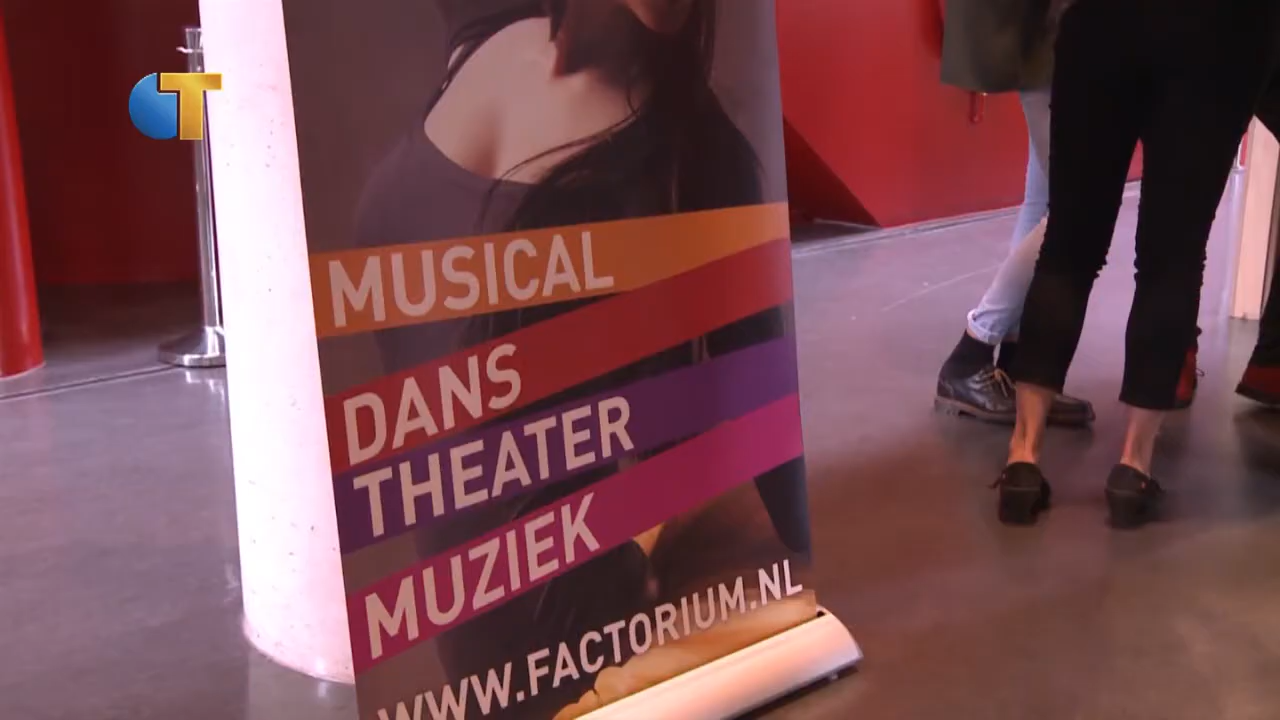 T
MUSICAL
DANS
THEATER
MUZIEK
WWW.FACTORIUM.NL